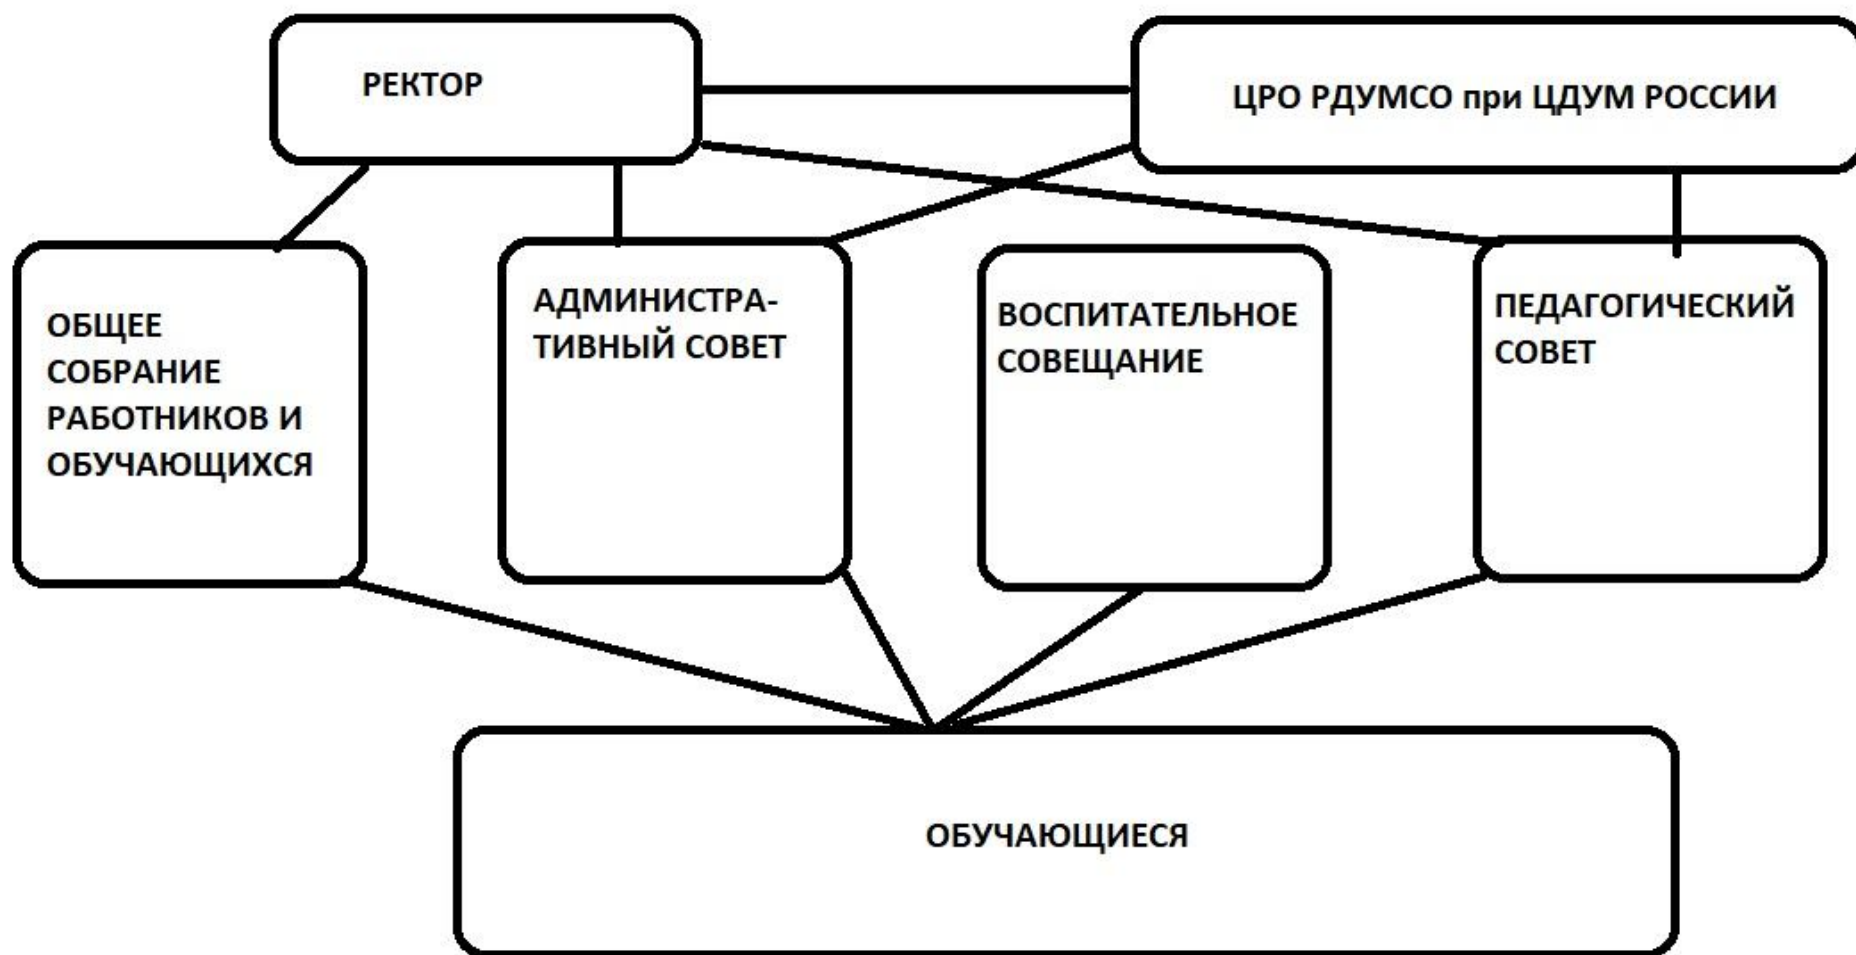 РЕКТОР
ЦРО РДУМСО при ЦДУМ РОССИИ
ОБЩЕЕ
СОБРАНИЕ
РАБОТНИКОВ И
ОБУЧАЮЩИХСЯ
АДМИНИСТРА-
ТИВНЫЙ СОВЕТ
ВОСПИТАТЕЛЬНОЕ
СОВЕЩАНИЕ
ПЕДАГОГИЧЕСКИЙ
СОВЕТ
ОБУЧАЮЩИЕСЯ